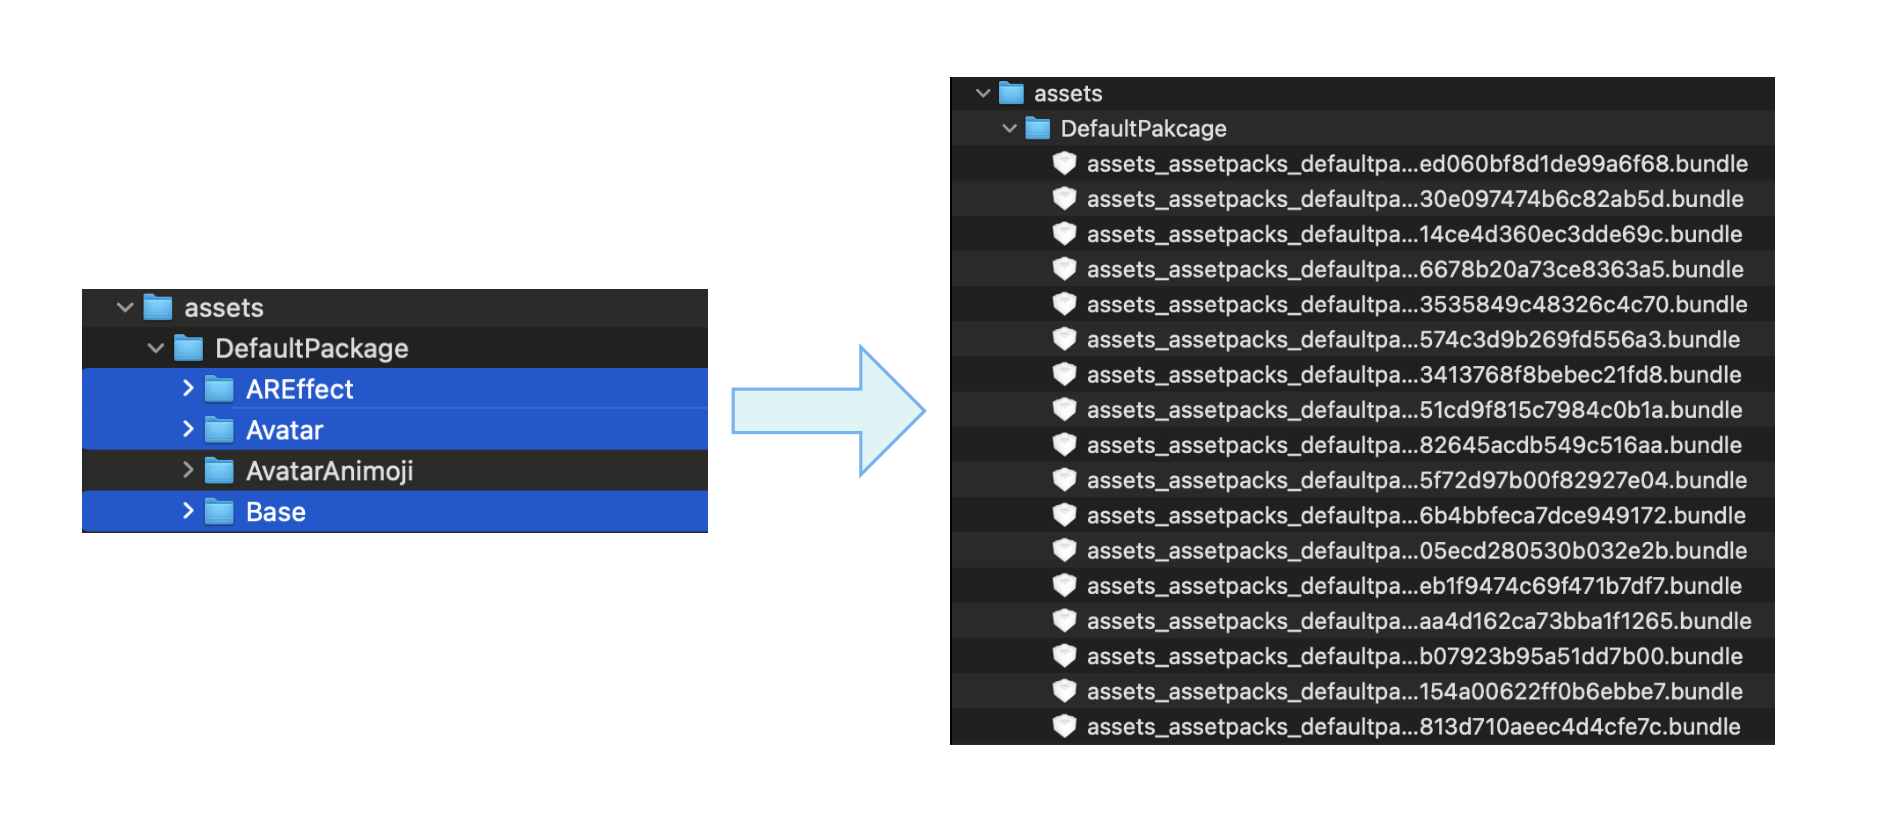 assets
DefaultPackage
AREffect
Avatar
AvatarAnimoji
Base
assets
DefaultPakcage
assets_assetpacks_defaultpa...ed060bf8d1de99a6f68.bundle
assets_assetpacks_defaultpa...30e097474b6c82ab5d.bundle
assets_assetpacks_defaultpa...14ce4d360ec3dde69c.bundle
assets_assetpacks_defaultpa...6678b20a73ce8363a5.bundle
assets_assetpacks_defaultpa...3535849c48326c4c70.bundle
assets_assetpacks_defaultpa...574c3d9b269fd556a3.bundle
assets_assetpacks_defaultpa...3413768f8bebec21fd8.bundle
assets_assetpacks_defaultpa...51cd9f815c7984c0b1a.bundle
assets_assetpacks_defaultpa...82645acdb549c516aa.bundle
assets_assetpacks_defaultpa...5f72d97b00f82927e04.bundle
assets_assetpacks_defaultpa...6b4bbfeca7dce949172.bundle
assets_assetpacks_defaultpa...05ecd280530b032e2b.bundle
assets_assetpacks_defaultpa...eb1f9474c69f471b7df7.bundle
assets_assetpacks_defaultpa...aa4d162ca73bba1f1265.bundle
assets_assetpacks_defaultpa...b07923b95a51dd7b00.bundle
assets_assetpacks_defaultpa...154a00622ff0b6ebbe7.bundle
assets_assetpacks_defaultpa...813d710aeec4d4cfe7c.bundle